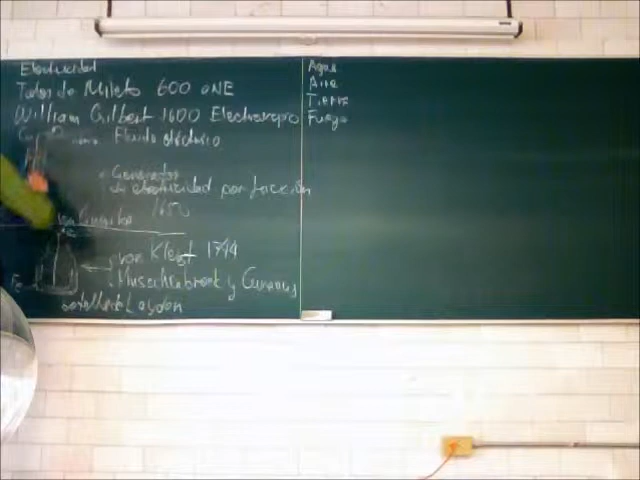 Electricidad
Tales de Mileto 600 aNE
William Gilbert 1600 Electroscopio
Fluido eléctrico
Generador
de electricidad por fricción
1650
von Guericke
von Kleist 1744
Musschenbroek y Cunaeus
botella de Leyden
Agua
Aire
Tierra
Fuego